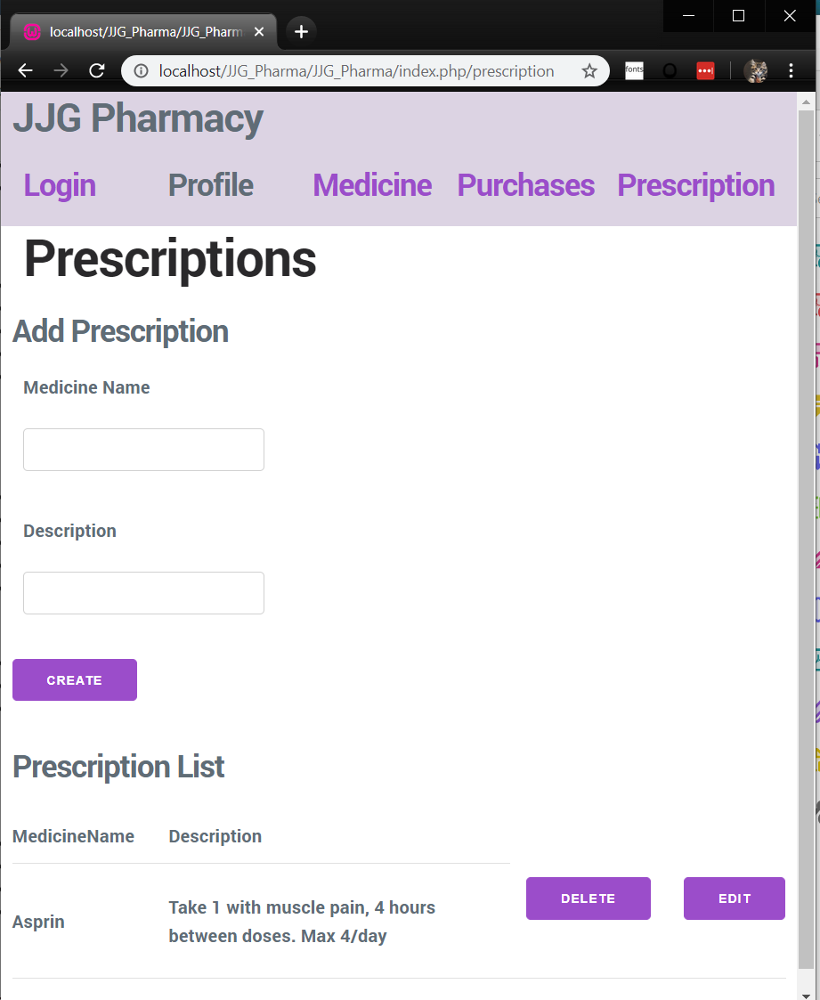 localhost/JJG_Pharma/JJG_Pharm
localhost/JJG_Pharma/JJG_Pharma/index.php/prescription
fonts
JJG Pharmacy
Login Profile Medicine Purchases Prescription
Prescriptions
Add Prescription
Medicine Name
Description
CREATE
Prescription List
MedicineName Description
Asprin
Take 1 with muscle pain, 4 hours
between doses. Max 4/day
DELETE EDIT